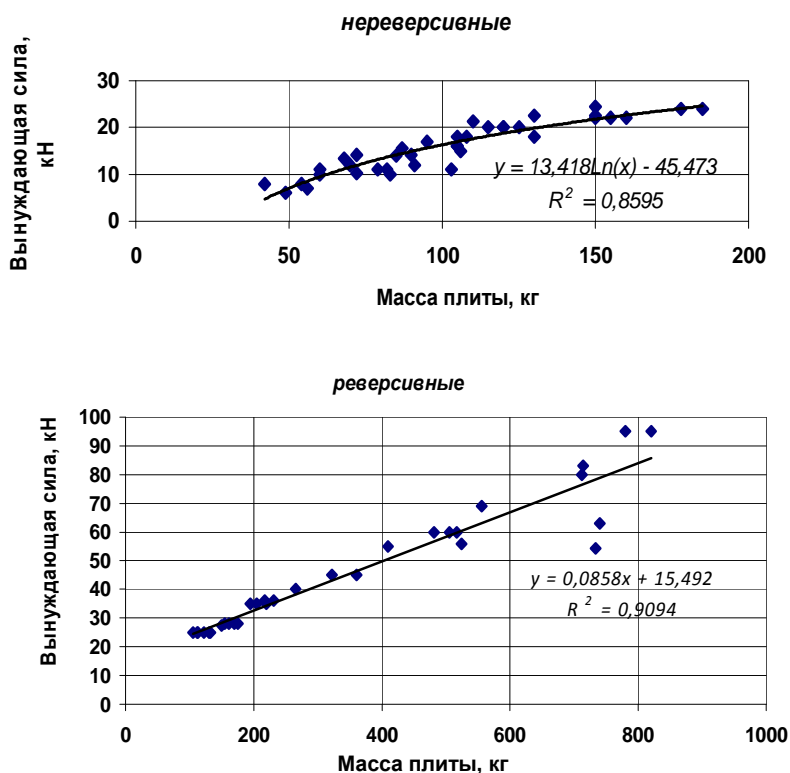 нереверсивные
Вынуждающая сила,
кН
30
20
10
0
y = 13,418Ln(x) - 45,473
R² = 0,8595
0 50 100 150 200
Масса плиты, кг
реверсивные
Вынуждающая сила, кН
100
90
80
70
60
50
40
30
20
10
0
y = 0,0858x + 15,492
R² = 0,9094
0 200 400 600 800 1000
Масса плиты, кг